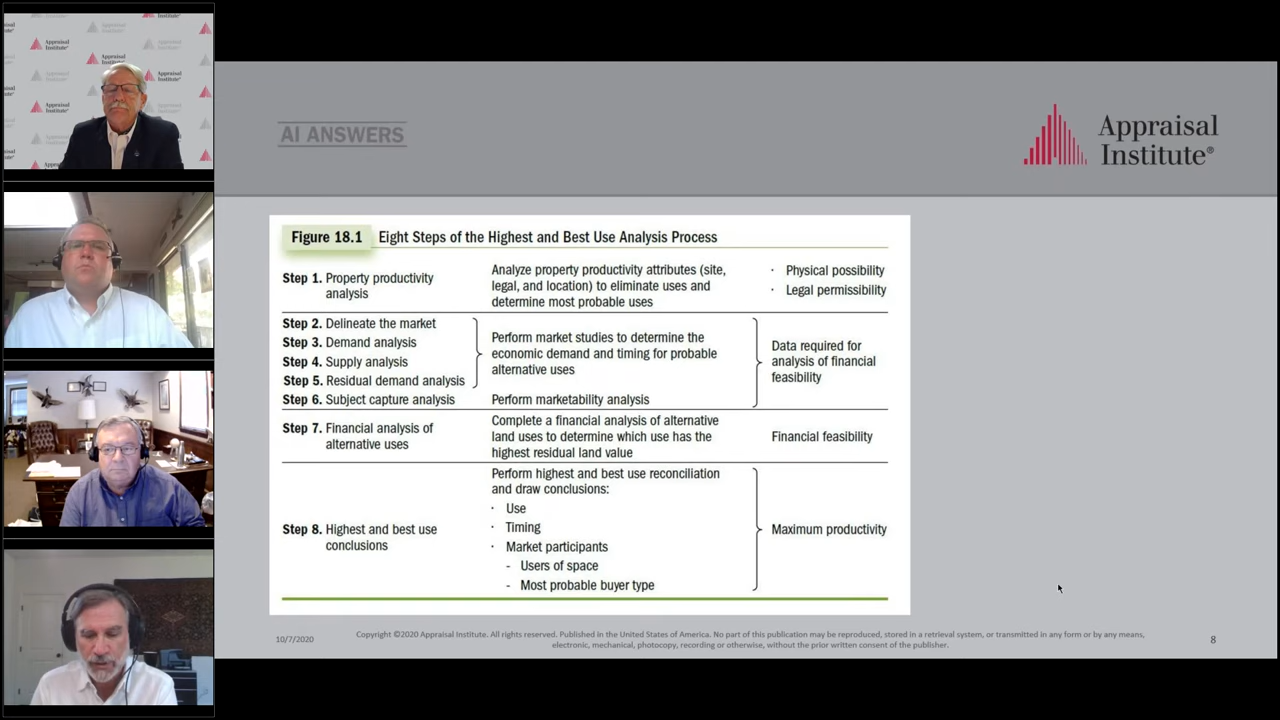 Appraisal
Institute®
AI ANSWERS
Appraisal
Institute®
Figure 18.1 Eight Steps of the Highest and Best Use Analysis Process
Step 1. Property productivity
analysis
Analyze property productivity attributes (site,
legal, and location) to eliminate uses and
determine most probable uses
· Physical possibility
· Legal permissibility
Step 2. Delineate the market
Step 3. Demand analysis
Step 4. Supply analysis
Step 5. Residual demand analysis
Perform market studies to determine the
economic demand and timing for probable
alternative uses
Step 6. Subject capture analysis
Perform marketability analysis
Data required for
analysis of financial
feasibility
Step 7. Financial analysis of
alternative uses
Complete a financial analysis of alternative
land uses to determine which use has the
highest residual land value
Financial feasibility
Step 8. Highest and best use
conclusions
Perform highest and best use reconciliation
and draw conclusions:
· Use
· Timing
· Market participants
- Users of space
- Most probable buyer type
Maximum productivity
10/7/2020
Copyright ©2020 Appraisal Institute. All rights reserved. Published in the United States of America. No part of this publication may be reproduced, stored in a retrieval system, or transmitted in any form or by any means,
electronic, mechanical, photocopy, recording or otherwise, without the prior written consent of the publisher.
8